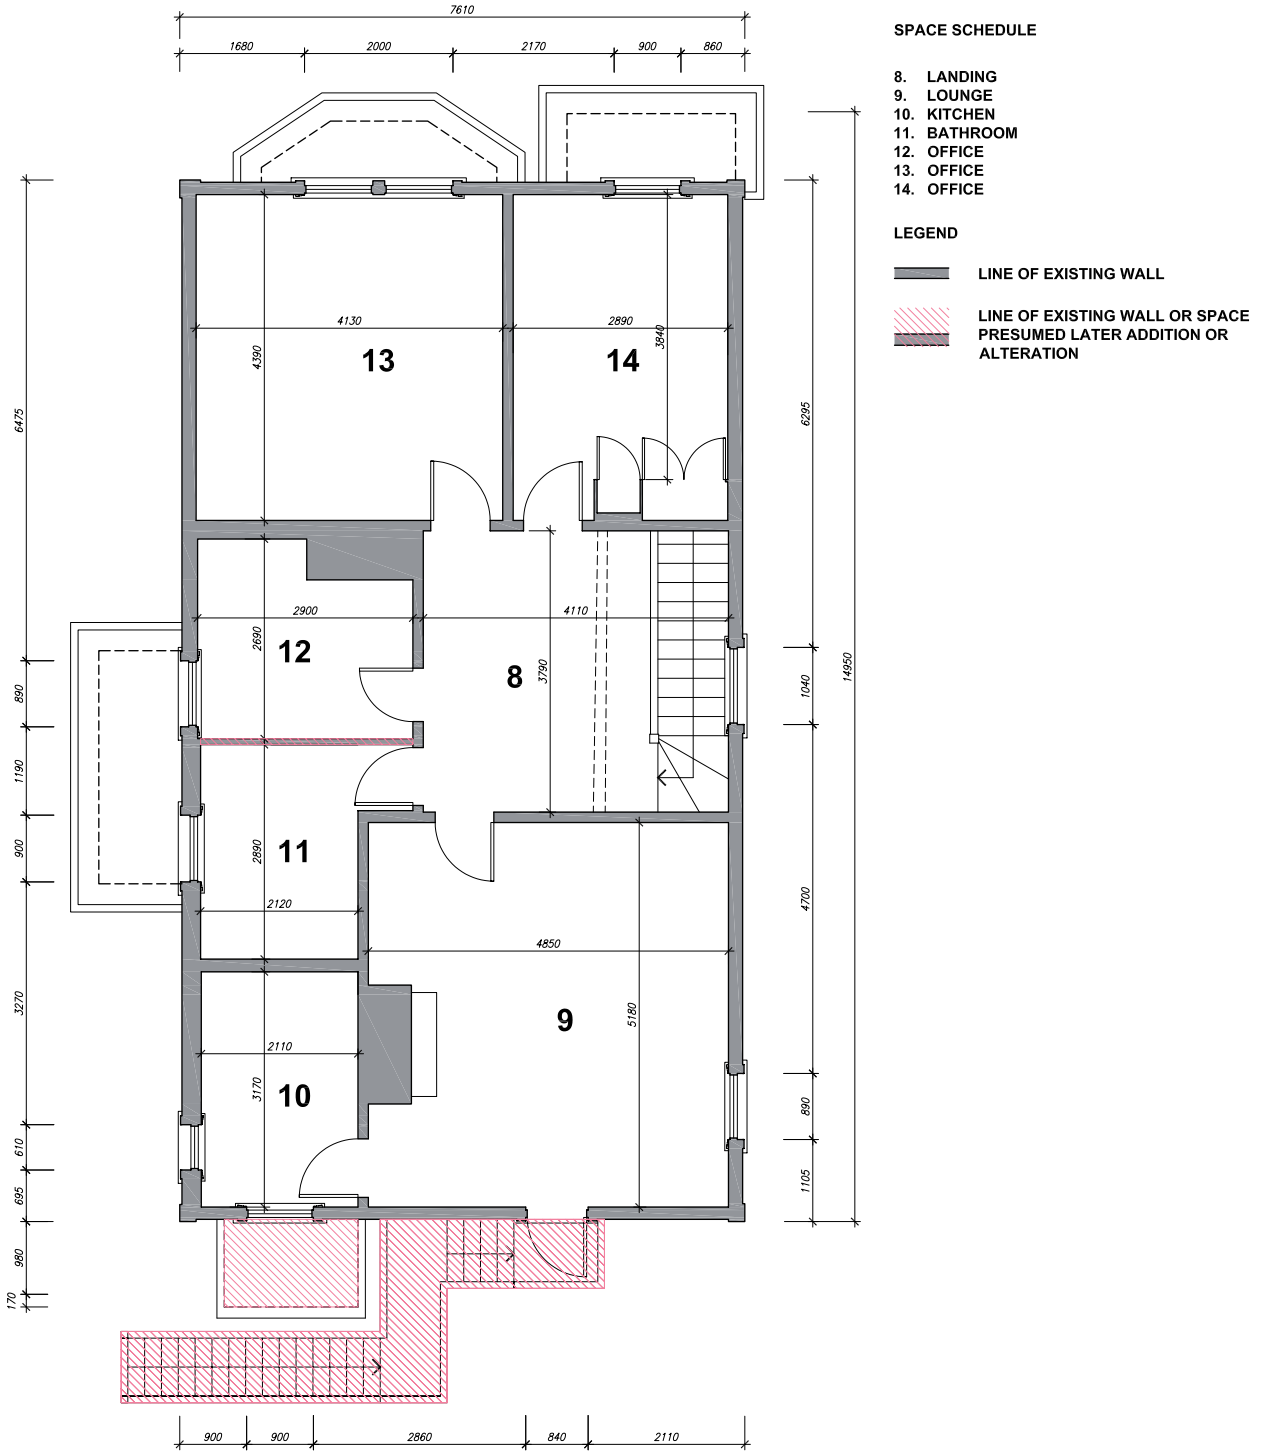 7610
1680 2000 2170 900 860
SPACE SCHEDULE
8. LANDING
9. LOUNGE
10. KITCHEN
11. BATHROOM
12. OFFICE
13. OFFICE
14. OFFICE
LEGEND
LINE OF EXISTING WALL
LINE OF EXISTING WALL OR SPACE
PRESUMED LATER ADDITION OR
ALTERATION
4130
4390
13
2890
3840
14
6475
6295
2900
2690
12
4110
3790
8
14950
890
1040
1190
2890
11
2120
900
4700
4850
5180
9
3270
2110
3170
10
890
610
695
1105
980
170
900 900 2860 840 2110